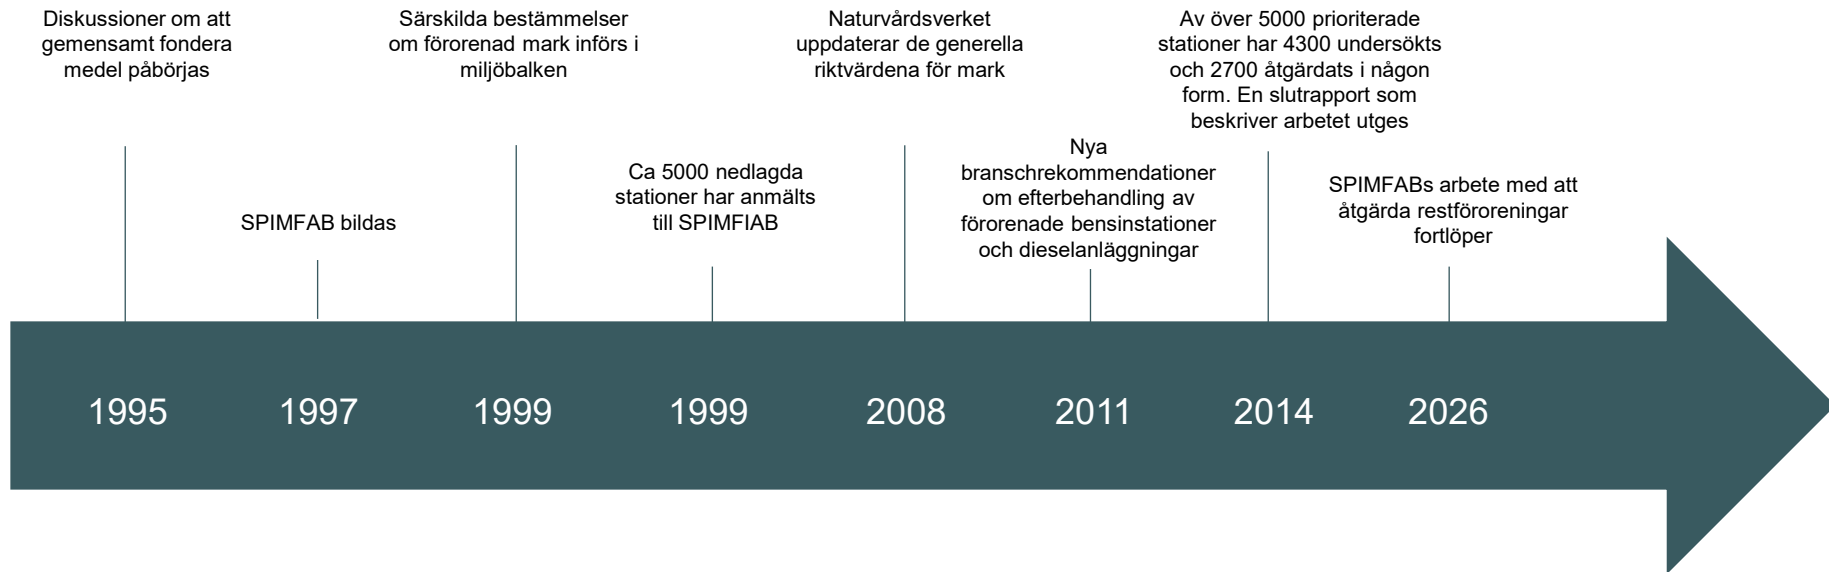 Diskussioner om att
gemensamt fondera
medel påbörjas
SPIMFAB bildas
Särskilda bestämmelser
om förorenad mark införs i
miljöbalken
Ca 5000 nedlagda
stationer har anmälts
till SPIMFIAB
Naturvårdsverket
uppdaterar de generella
riktvärdena för mark
Nya
branschrekommendationer
om efterbehandling av
förorenade bensinstationer
och dieselanläggningar
Av över 5000 prioriterade
stationer har 4300 undersökts
och 2700 åtgärdats i någon
form. En slutrapport som
beskriver arbetet utges
SPIMFABs arbete med att
åtgärda restföroreningar
fortlöper
1995
1997
1999
1999
2008
2011
2014
2026